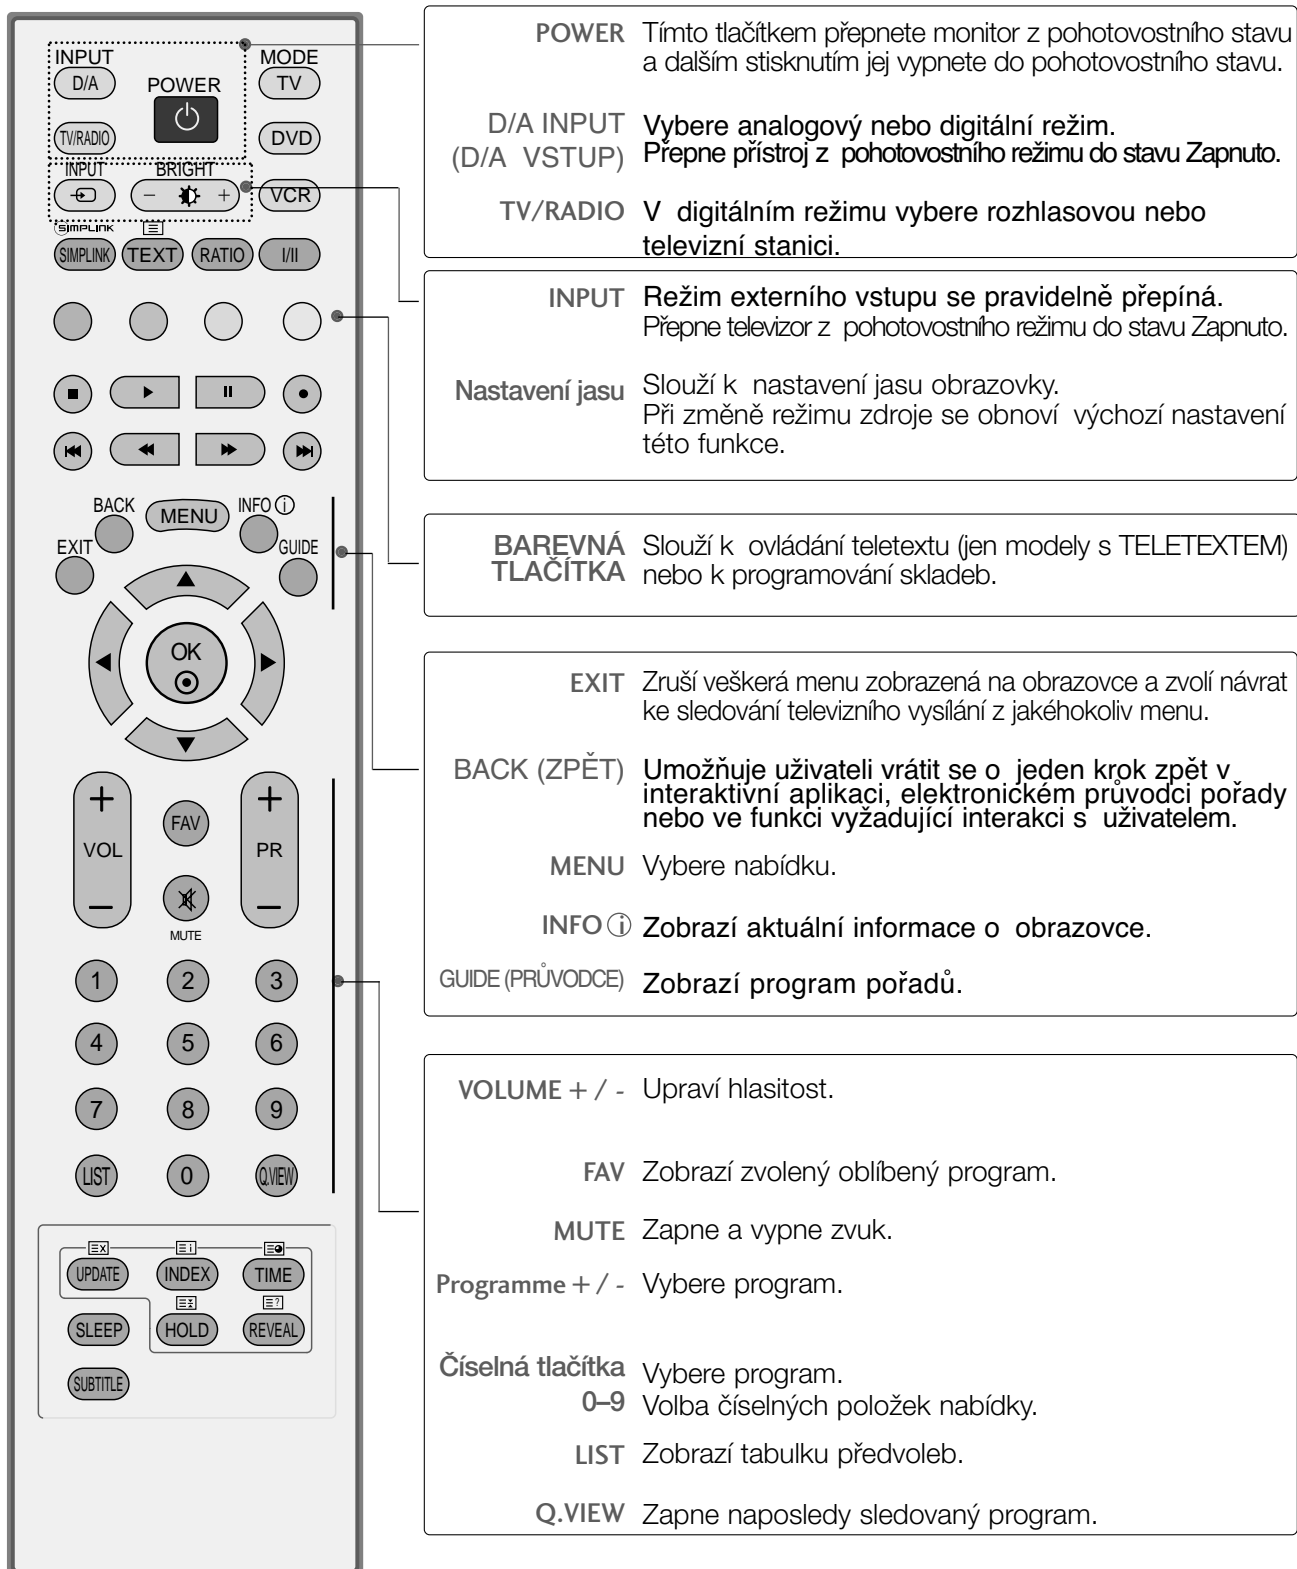 INPUT
MODE
D/A
POWER
TV
TV/RADIO
DVD
INPUT
BRIGHT
VCR
SIMPLINK
SIMPLINK
TEXT
RATIO
I/II
BACK
MENU
INFO i
EXIT
GUIDE
OK
VOL
FAV
PR
MUTE
1
2
3
4
5
6
7
8
9
LIST
0
Q.VIEW
UPDATE
INDEX
TIME
SLEEP
HOLD
REVEAL
SUBTITLE
POWER Tímto tlačítkem přepnete monitor z pohotovostního stavu
a dalším stisknutím jej vypnete do pohotovostního stavu.
D/A INPUT Vybere analogový nebo digitální režim.
(D/A VSTUP) Přepne přístroj z pohotovostního režimu do stavu Zapnuto.
TV/RADIO V digitálním režimu vybere rozhlasovou nebo
televizní stanici.
INPUT Režim externího vstupu se pravidelně přepíná.
Přepne televizor z pohotovostního režimu do stavu Zapnuto.
Nastavení jasu Slouží k nastavení jasu obrazovky.
Při změně režimu zdroje se obnoví výchozí nastavení
této funkce.
BAREVNÁ Slouží k ovládání teletextu (jen modely s TELETEXTEM)
TLAČÍTKA nebo k programování skladeb.
EXIT Zruší veškerá menu zobrazená na obrazovce a zvolí návrat
ke sledování televizního vysílání z jakéhokoliv menu.
BACK (ZPĚT) Umožňuje uživateli vrátit se o jeden krok zpět v
interaktivní aplikaci, elektronickém průvodci pořady
nebo ve funkci vyžadující interakci s uživatelem.
MENU Vybere nabídku.
INFO i Zobrazí aktuální informace o obrazovce.
GUIDE (PRŮVODCE) Zobrazí program pořadů.
VOLUME + / - Upraví hlasitost.
FAV Zobrazí zvolený oblíbený program.
MUTE Zapne a vypne zvuk.
Programme + / - Vybere program.
Číselná tlačítka Vybere program.
0–9 Volba číselných položek nabídky.
LIST Zobrazí tabulku předvoleb.
Q.VIEW Zapne naposledy sledovaný program.